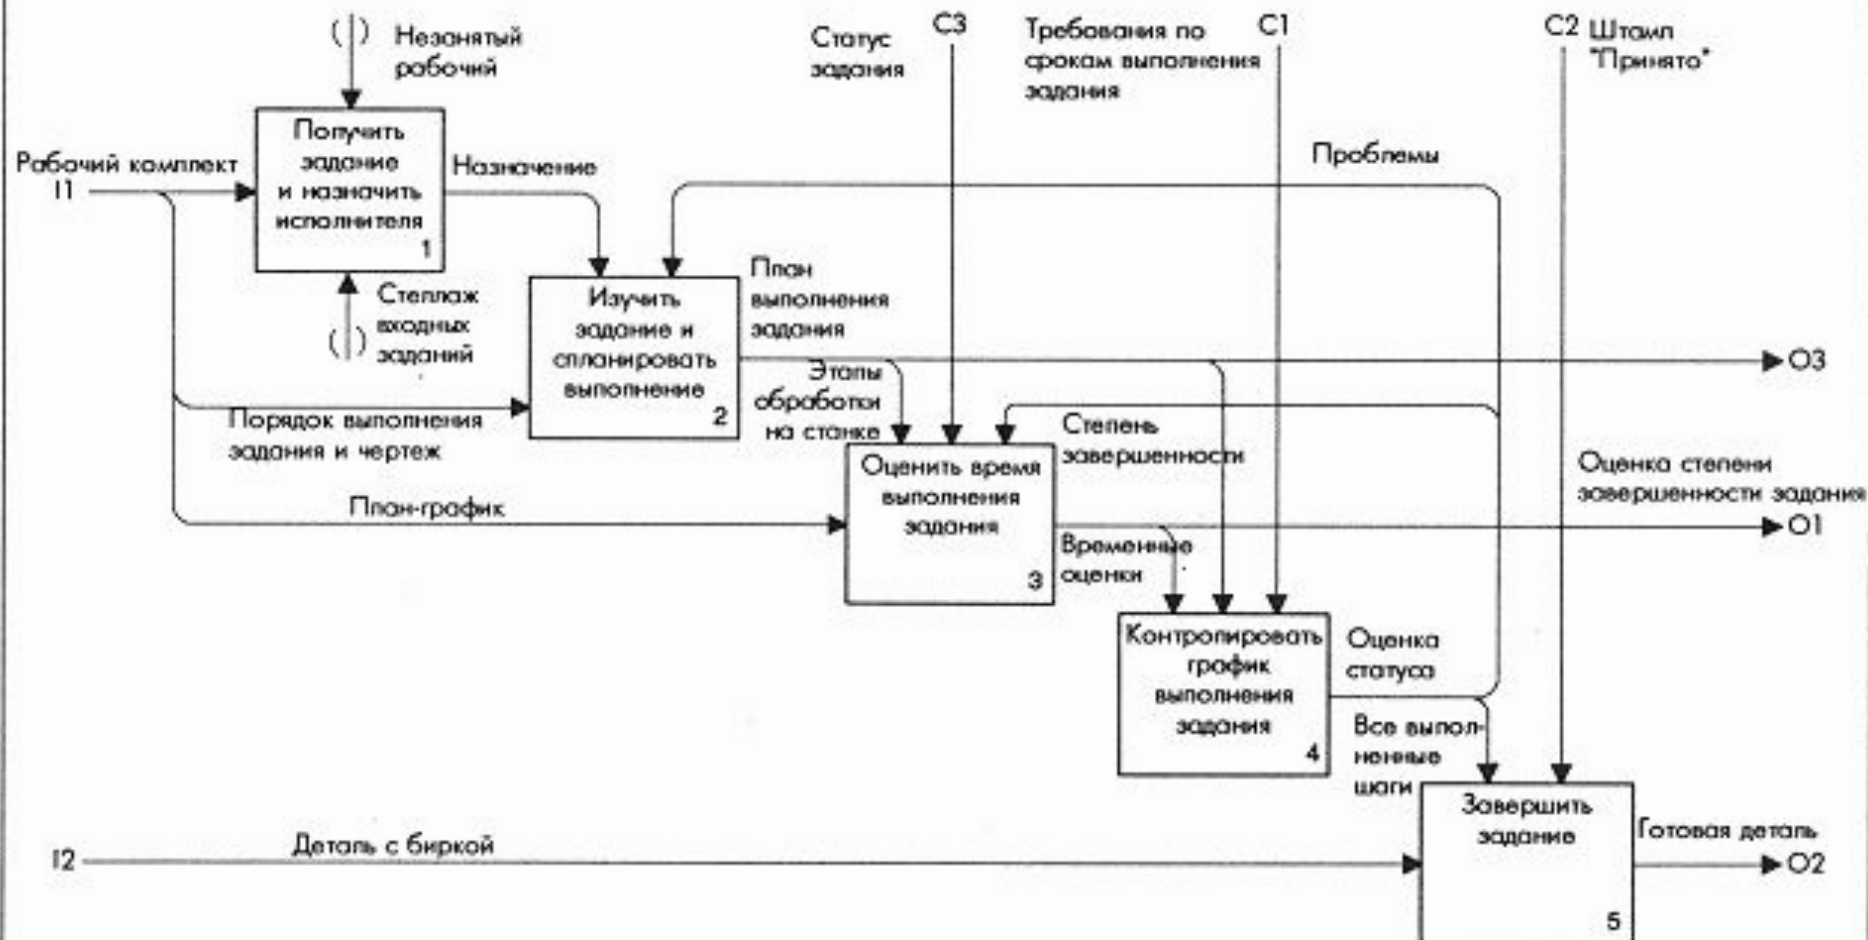 Незанятый
рабочий
Статус
задания
С3
Требования по
срокам выполнения
задания
С1
С2
Штамп
"Принято"
Рабочий комплект
I1
Получить
задание
и назначить
исполнителя
1
Назначение
Проблемы
Стеллаж
входных
заданий
Изучить
задание и
спланировать
выполнение
2
План
выполнения
задания
О3
Этапы
обработки
на станке
Порядок выполнения
задания и чертеж
Степень
завершенности
Оценить время
выполнения
задания
3
Оценка степени
завершенности задания
О1
План-график
Временные
оценки
Контролировать
график
выполнения
задания
4
Оценка
статуса
Все выпол-
ненные
шаги
Завершить
задание
5
Готовая деталь
О2
I2
Деталь с биркой